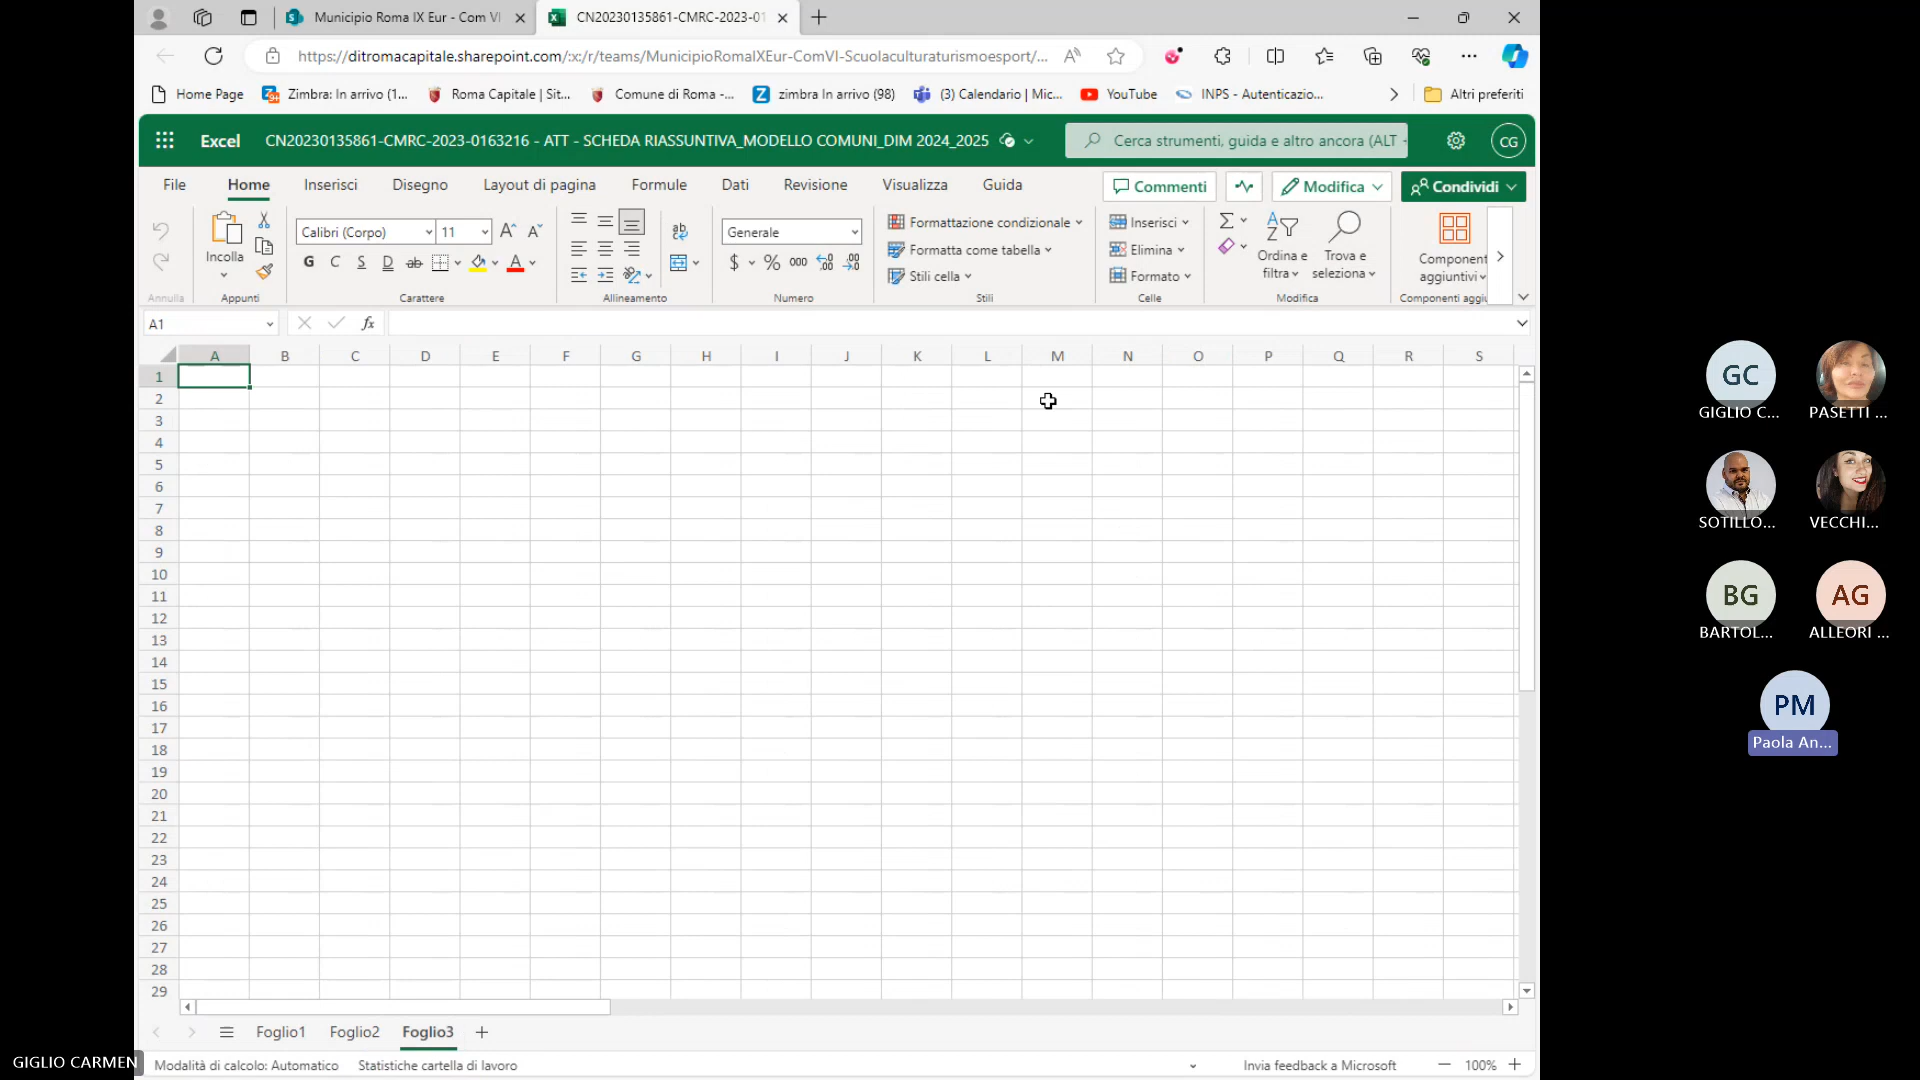 Municipio Roma IX Eur - Com VI
CN20230135861-CMRC-2023-01
https://ditromacapitale.sharepoint.com/:x:/r/teams/MunicipioRomaIXEur-ComVI-Scuolaculturaturismoesport/...
Home Page
Zimbra: In arrivo (1...
Roma Capitale | Sit...
Comune di Roma -...
zimbra In arrivo (98)
(3) Calendario | Mic...
YouTube
INPS - Autenticazio...
Altri preferiti
Excel
CN20230135861-CMRC-2023-0163216 - ATT - SCHEDA RIASSUNTIVA_MODELLO COMUNI_DIM 2024_2025
Cerca strumenti, guida e altro ancora (ALT -
CG
File
Home
Inserisci
Disegno
Layout di pagina
Formule
Dati
Revisione
Visualizza
Guida
Commenti
Modifica
Condividi
Annulla
Incolla
Appunti
Calibri (Corpo)
11
G C S D ab
Carattere
ab
Allineamento
Generale
$ % 000
Numero
Formattazione condizionale
Formatta come tabella
Stili cella
Stili
Inserisci
Elimina
Formato
Celle
Ordina e
filtra
Trova e
seleziona
Modifica
Component
aggiuntivi
Componenti aggiu
A1
fx
A B C D E F G H I J K L M N O P Q R S
1
2
3
4
5
6
7
8
9
10
11
12
13
14
15
16
17
18
19
20
21
22
23
24
25
26
27
28
29
Foglio1
Foglio2
Foglio3
Modalità di calcolo: Automatico
Statistiche cartella di lavoro
Invia feedback a Microsoft
100%
GIGLIO CARMEN
GC
GIGLIO C...
PASETTI ...
SOTILLO...
VECCHI...
BG
BARTOL...
AG
ALLEORI ...
PM
Paola An...